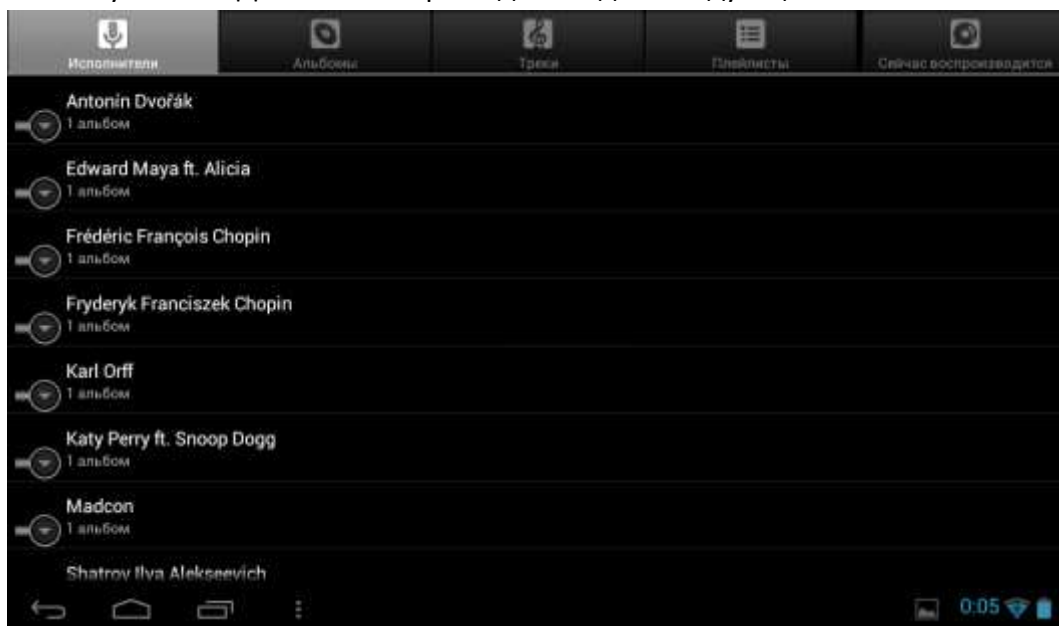 Исполнители
Альбомы
Треки
Плейлисты
Сейчас воспроизводится
Antonín Dvořák
1 альбом
Edward Maya ft. Alicia
1 альбом
Frédéric François Chopin
1 альбом
Fryderyk Franciszek Chopin
1 альбом
Karl Orff
1 альбом
Katy Perry ft. Snoop Dogg
1 альбом
Madcon
1 альбом
Shatrov Ilya Alekseevich
0:05